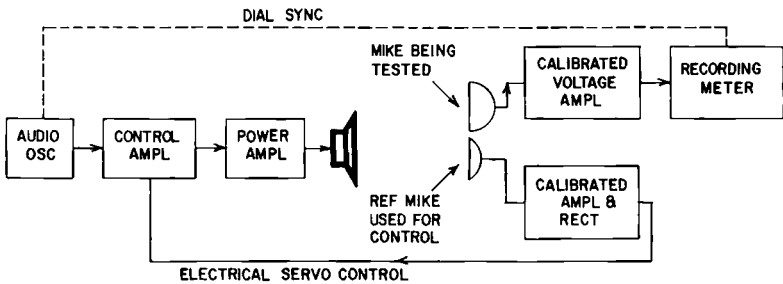 DIAL SYNC
MIKE BEING
TESTED
CALIBRATED
VOLTAGE
AMPL
RECORDING
METER
AUDIO
OSC
CONTROL
AMPL
POWER
AMPL
REF MIKE
USED FOR
CONTROL
CALIBRATED
AMPL &
RECT
ELECTRICAL SERVO CONTROL